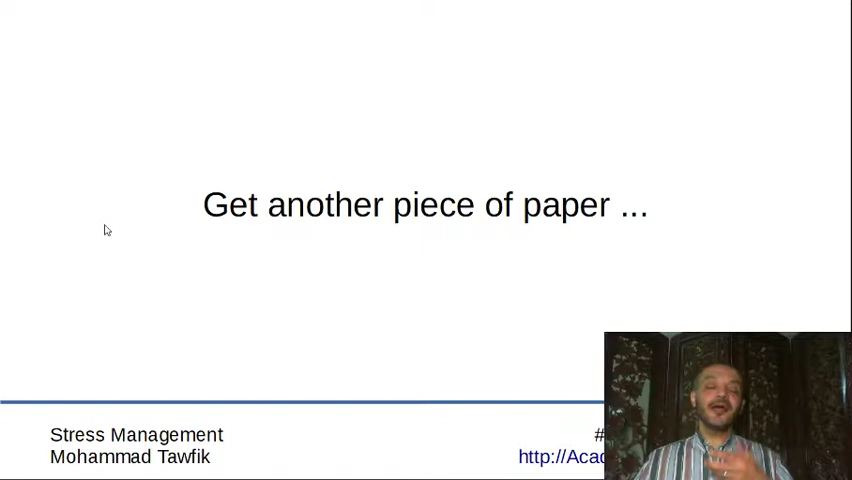 Get another piece of paper ...
Stress Management
#
Mohammad Tawfik
http://Acad